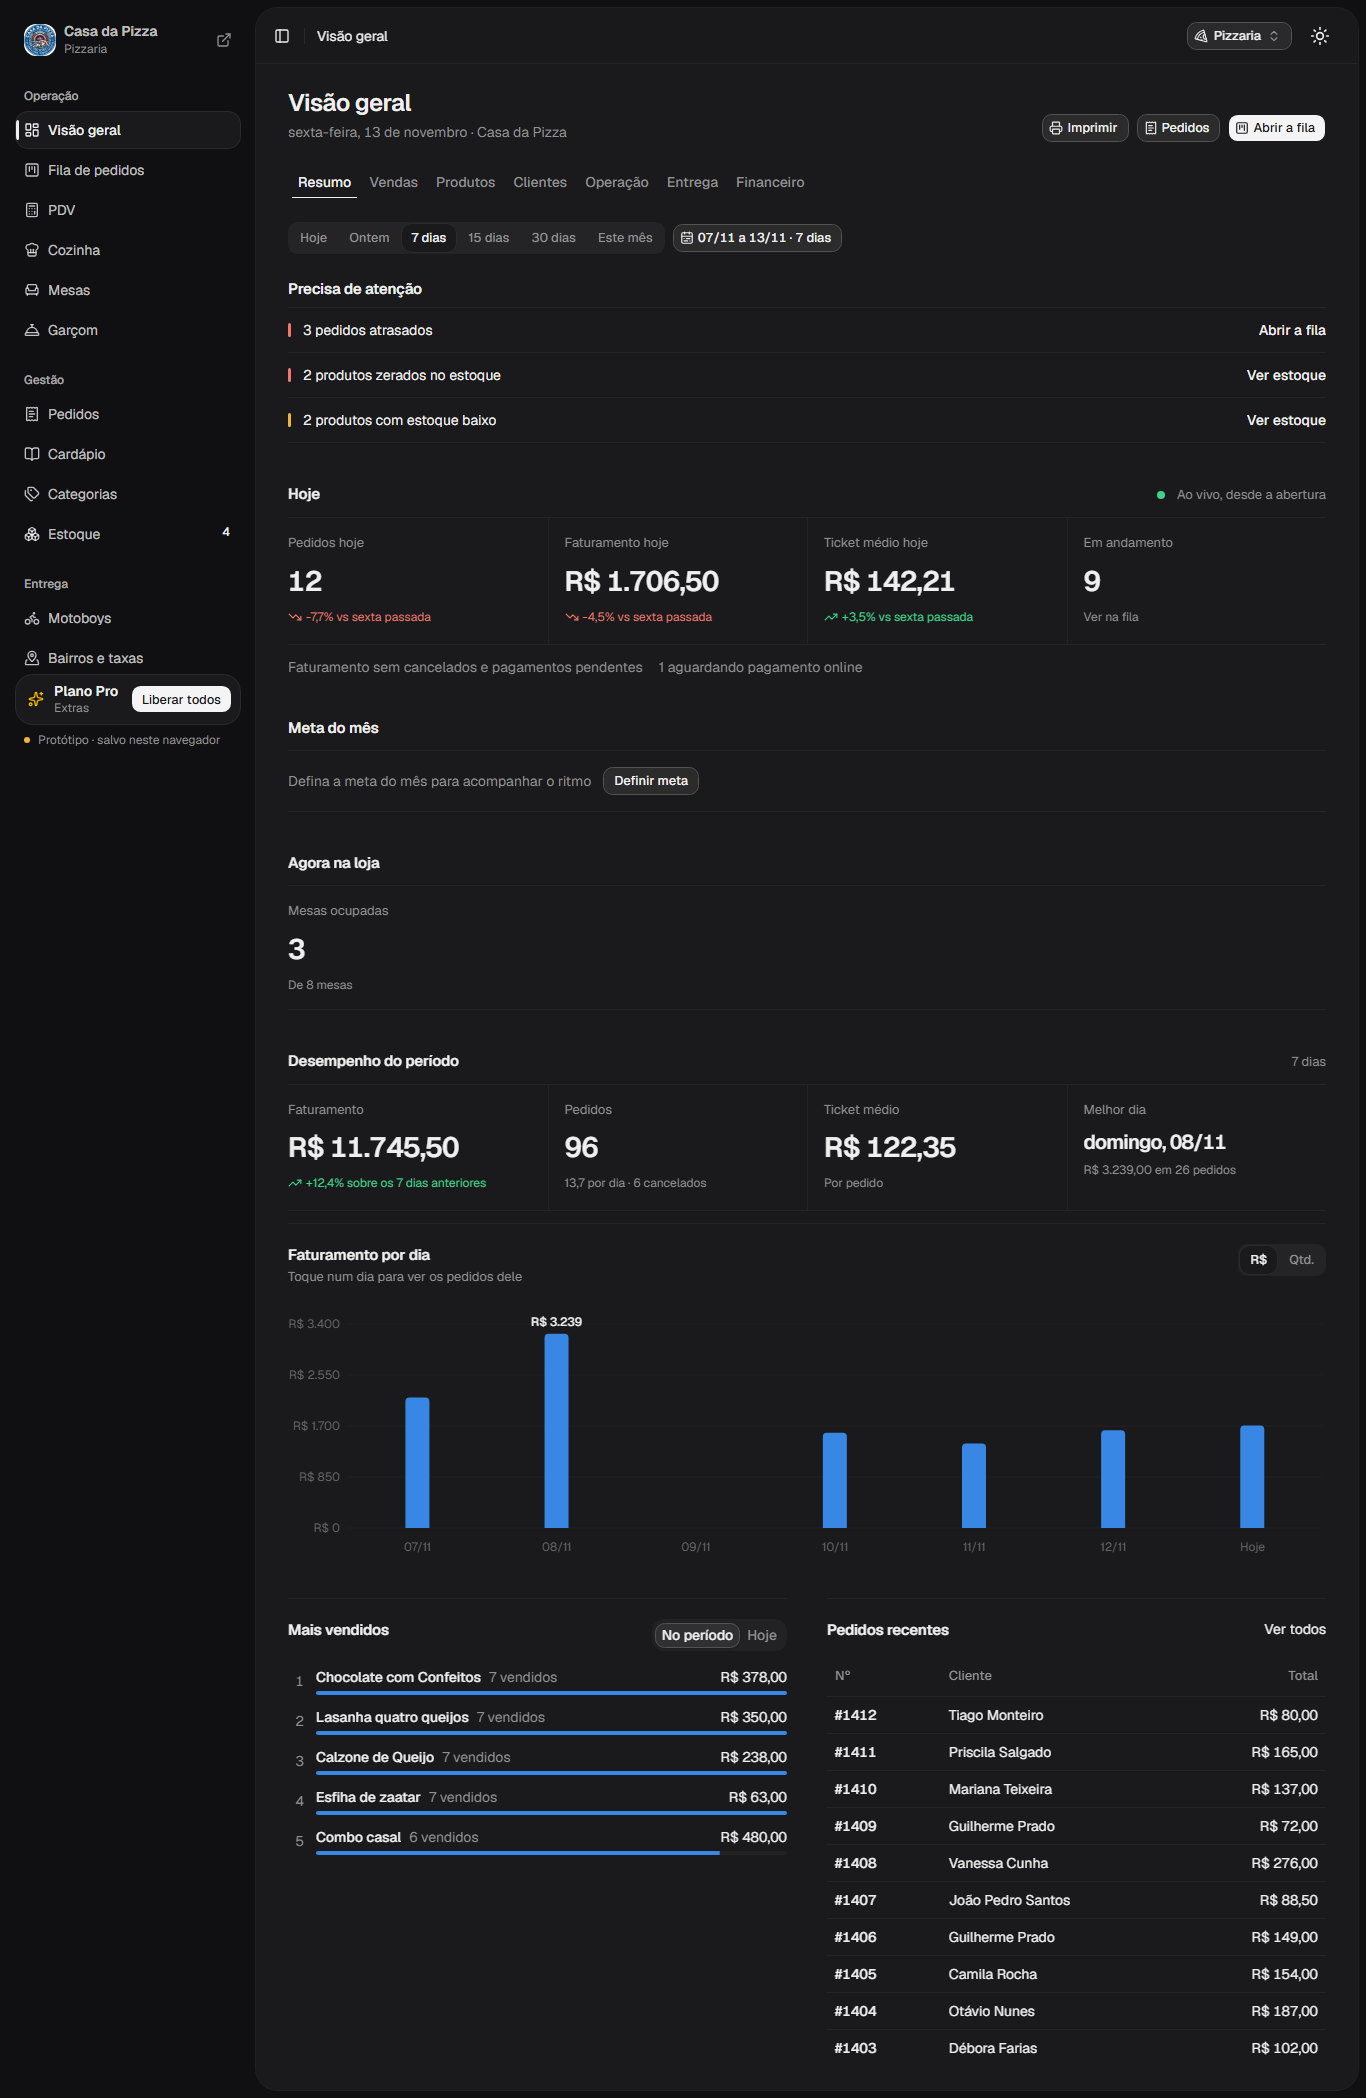 Casa da Pizza
Pizzaria
Operação
Visão geral
Fila de pedidos
PDV
Cozinha
Mesas
Garçom
Gestão
Pedidos
Cardápio
Categorias
Estoque 4
Entrega
Motoboys
Bairros e taxas
Plano Pro
Extras
Liberar todos
Protótipo · salvo neste navegador
Visão geral
Pizzaria
Visão geral
sexta-feira, 13 de novembro · Casa da Pizza
Imprimir Pedidos Abrir a fila
Resumo Vendas Produtos Clientes Operação Entrega Financeiro
Hoje Ontem 7 dias 15 dias 30 dias Este mês 07/11 a 13/11 · 7 dias
Precisa de atenção
3 pedidos atrasados Abrir a fila
2 produtos zerados no estoque Ver estoque
2 produtos com estoque baixo Ver estoque
Hoje Ao vivo, desde a abertura
Pedidos hoje
12
-7,7% vs sexta passada
Faturamento hoje
R$ 1.706,50
-4,5% vs sexta passada
Ticket médio hoje
R$ 142,21
+3,5% vs sexta passada
Em andamento
9
Ver na fila
Faturamento sem cancelados e pagamentos pendentes 1 aguardando pagamento online
Meta do mês
Defina a meta do mês para acompanhar o ritmo Definir meta
Agora na loja
Mesas ocupadas
3
De 8 mesas
Desempenho do período 7 dias
Faturamento
R$ 11.745,50
+12,4% sobre os 7 dias anteriores
Pedidos
96
13,7 por dia · 6 cancelados
Ticket médio
R$ 122,35
Por pedido
Melhor dia
domingo, 08/11
R$ 3.239,00 em 26 pedidos
Faturamento por dia
Toque num dia para ver os pedidos dele
R$ Qtd.
R$ 3.239
R$ 3.400
R$ 2.550
R$ 1.700
R$ 850
R$ 0
07/11 08/11 09/11 10/11 11/11 12/11 Hoje
Mais vendidos No período Hoje
1 Chocolate com Confeitos 7 vendidos R$ 378,00
2 Lasanha quatro queijos 7 vendidos R$ 350,00
3 Calzone de Queijo 7 vendidos R$ 238,00
4 Esfiha de zaatar 7 vendidos R$ 63,00
5 Combo casal 6 vendidos R$ 480,00
Pedidos recentes Ver todos
Nº Cliente Total
#1412 Tiago Monteiro R$ 80,00
#1411 Priscila Salgado R$ 165,00
#1410 Mariana Teixeira R$ 137,00
#1409 Guilherme Prado R$ 72,00
#1408 Vanessa Cunha R$ 276,00
#1407 João Pedro Santos R$ 88,50
#1406 Guilherme Prado R$ 149,00
#1405 Camila Rocha R$ 154,00
#1404 Otávio Nunes R$ 187,00
#1403 Débora Farias R$ 102,00